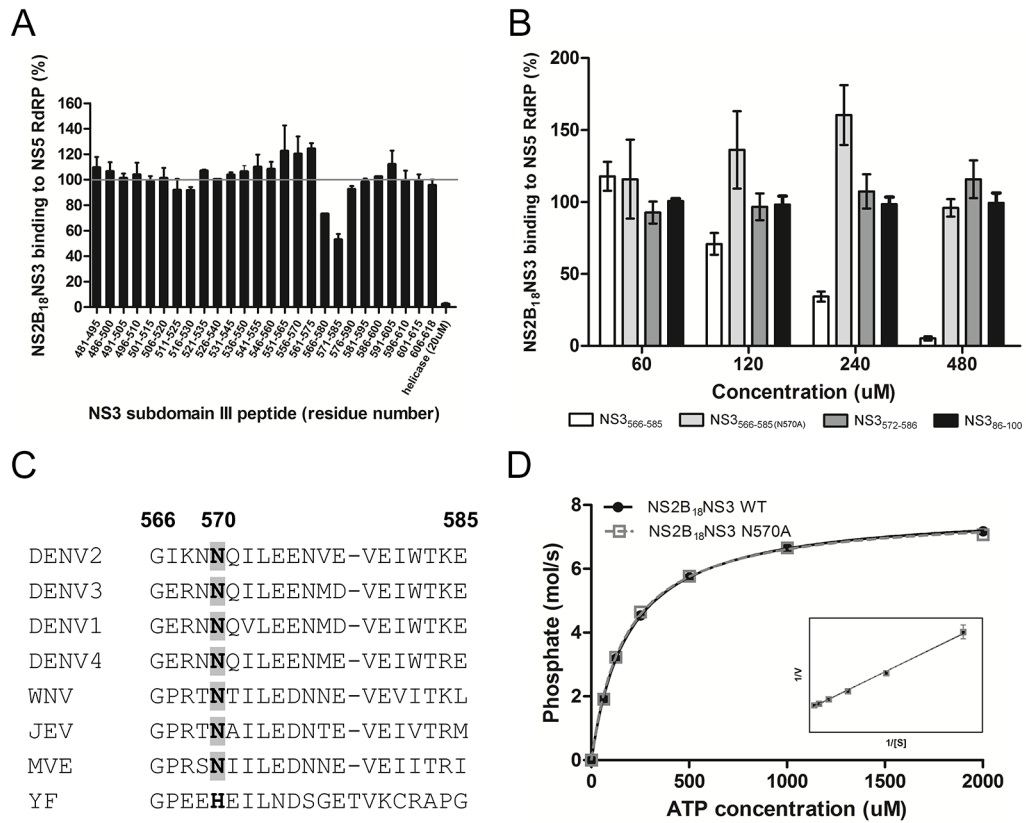 A
NS2B18NS3 binding to NS5 RdRP (%)
160
140
120
100
80
60
40
20
0
481-495
486-500
491-505
496-510
501-515
506-520
511-525
516-530
521-535
526-540
531-545
536-550
541-555
546-560
551-565
556-570
561-575
566-580
571-585
576-590
581-595
586-600
591-605
596-610
601-615
606-618
helicase (20uM)
NS3 subdomain III peptide (residue number)
B
NS2B18NS3 binding to NS5 RdRP (%)
200
150
100
50
0
60 120 240 480
Concentration (uM)
NS3566-585 NS3566-585(N570A) NS3572-586 NS386-100
C
566 570 585
DENV2 GIKNNQILEENVE-VEIWTKE
DENV3 GERNNQILEENMD-VEIWTKE
DENV1 GERNNQVLEENMD-VEIWTKE
DENV4 GERNNQILEENME-VEIWTRE
WNV GPRTNTILEDNNE-VEVITKL
JEV GPRTNAILEDNTE-VEIVTRM
MVE GPRSNIILEDNNE-VEIITRI
YF GPEEHEILNDSGETVKCRAPG
D
Phosphate (mol/s)
8
6
4
2
0
NS2B18NS3 WT
NS2B18NS3 N570A
1/V
1/[S]
0 500 1000 1500 2000
ATP concentration (uM)